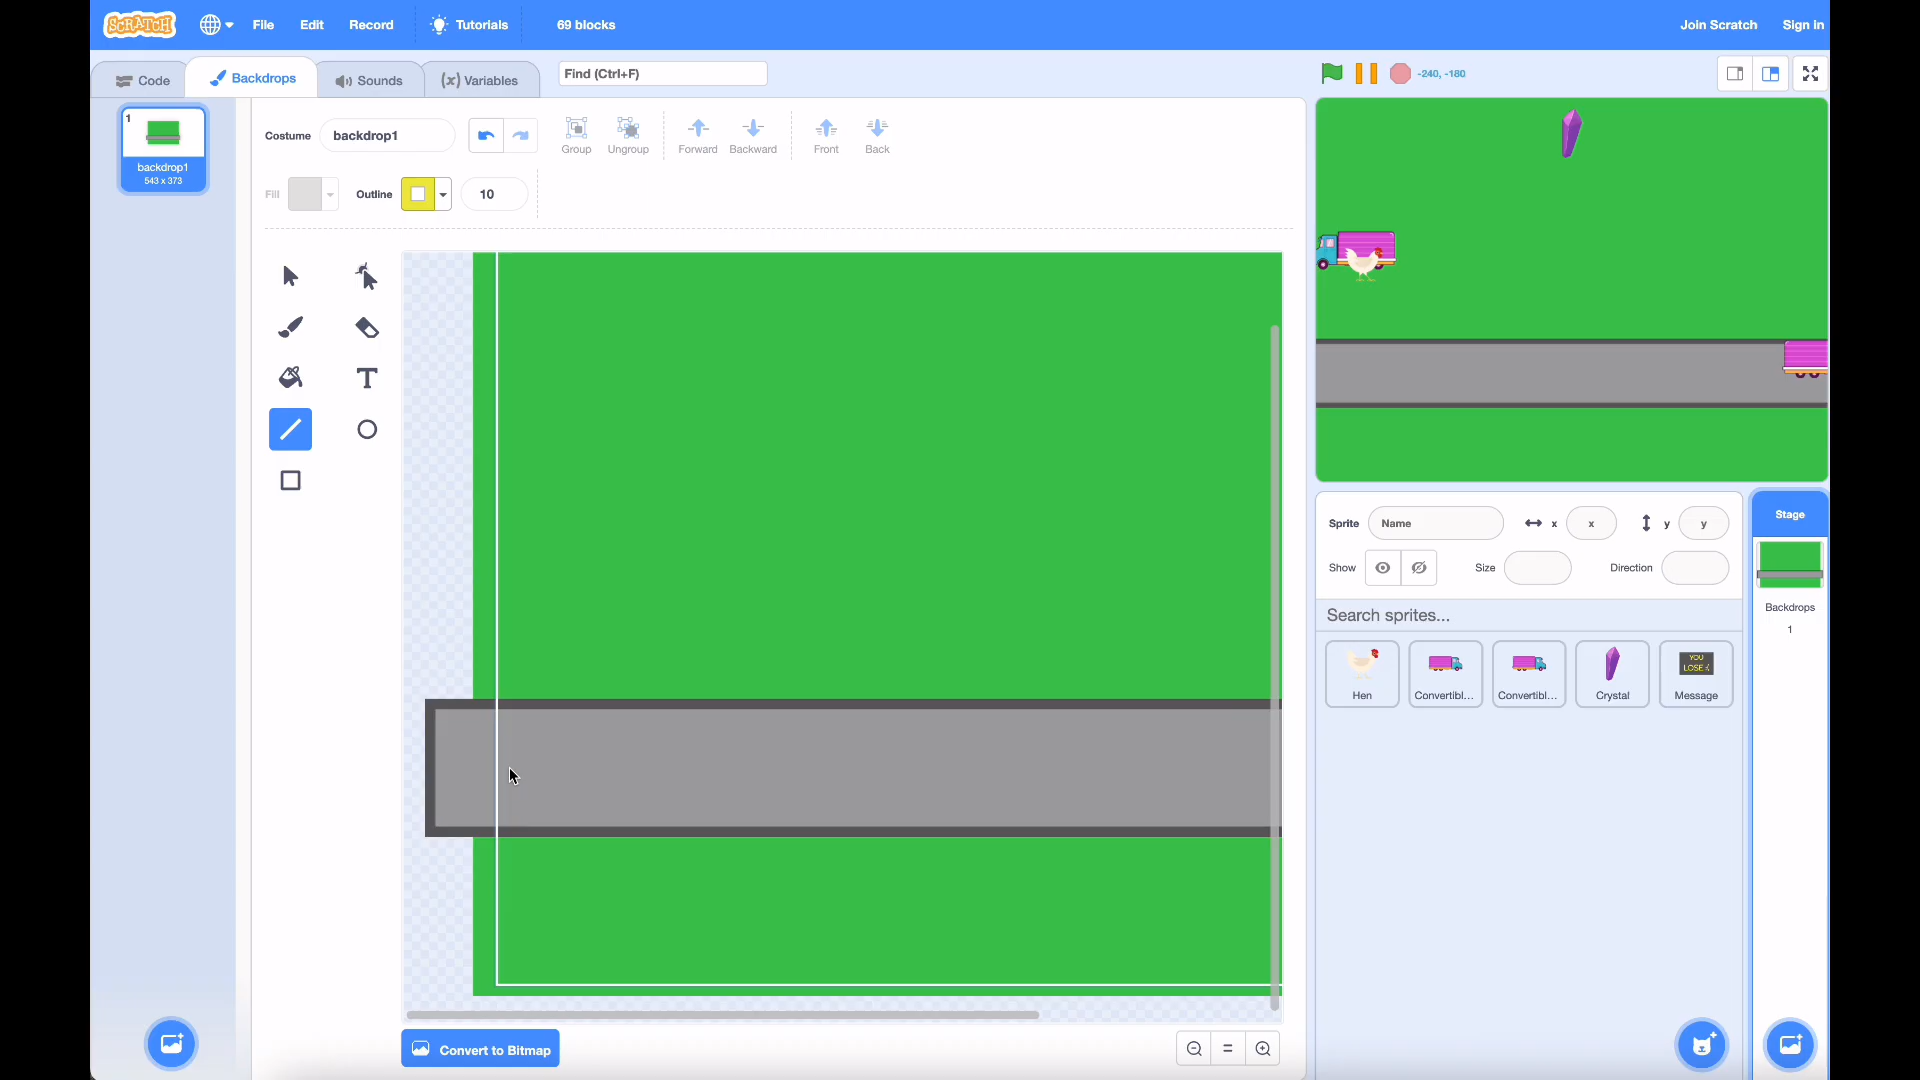 SCRATCH File Edit Record Tutorials 69 blocks Join Scratch Sign in
Code Backdrops Sounds (x) Variables Find (Ctrl+F) -240, -180
1
backdrop1
543 x 373
Costume backdrop1
Group Ungroup Forward Backward Front Back
Fill Outline 10
T
Convert to Bitmap
Sprite Name x x y y
Show Size Direction
Search sprites...
YOU
LOSE :(
Hen Convertibl... Convertibl... Crystal Message
Stage
Backdrops
1